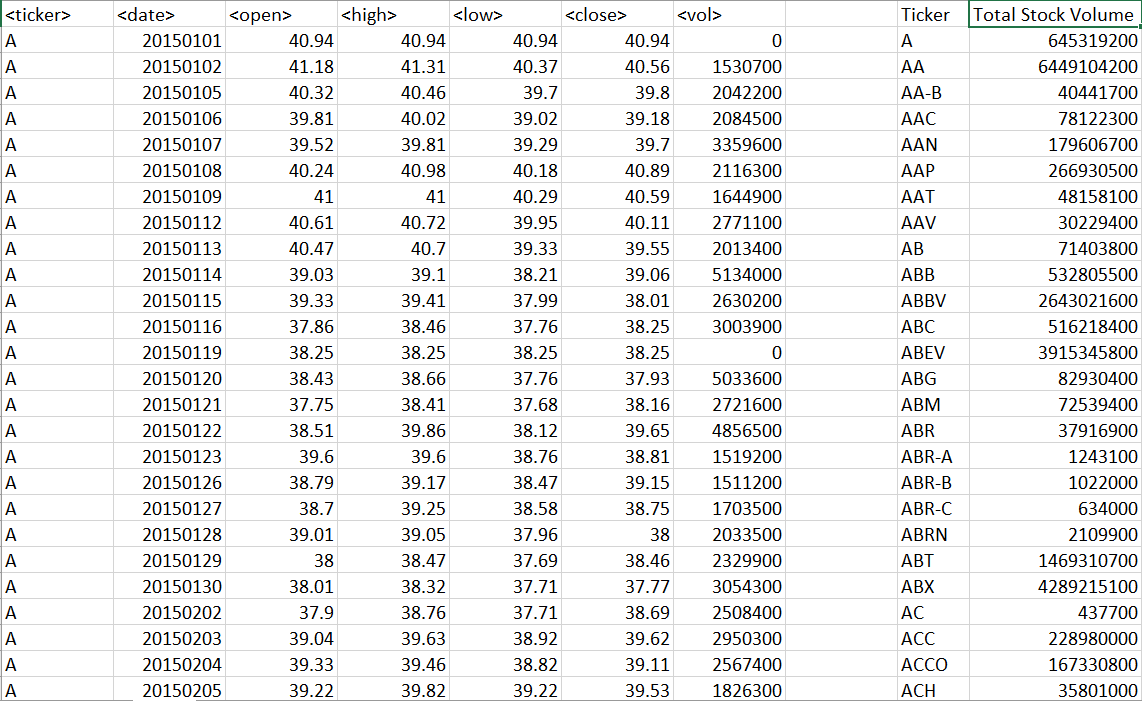 <ticker> <date> <open> <high> <low> <close> <vol> Ticker Total Stock Volume
A 20150101 40.94 40.94 40.94 40.94 0 A 645319200
A 20150102 41.18 41.31 40.37 40.56 1530700 AA 6449104200
A 20150105 40.32 40.46 39.7 39.8 2042200 AA-B 40441700
A 20150106 39.81 40.02 39.02 39.18 2084500 AAC 78122300
A 20150107 39.52 39.81 39.29 39.7 3359600 AAN 179606700
A 20150108 40.24 40.98 40.18 40.89 2116300 AAP 266930500
A 20150109 41 41 40.29 40.59 1644900 AAT 48158100
A 20150112 40.61 40.72 39.95 40.11 2771100 AAV 30229400
A 20150113 40.47 40.7 39.33 39.55 2013400 AB 71403800
A 20150114 39.03 39.1 38.21 39.06 5134000 ABB 532805500
A 20150115 39.33 39.41 37.99 38.01 2630200 ABBV 2643021600
A 20150116 37.86 38.46 37.76 38.25 3003900 ABC 516218400
A 20150119 38.25 38.25 38.25 38.25 0 ABEV 3915345800
A 20150120 38.43 38.66 37.76 37.93 5033600 ABG 82930400
A 20150121 37.75 38.41 37.68 38.16 2721600 ABM 72539400
A 20150122 38.51 39.86 38.12 39.65 4856500 ABR 37916900
A 20150123 39.6 39.6 38.76 38.81 1519200 ABR-A 1243100
A 20150126 38.79 39.17 38.47 39.15 1511200 ABR-B 1022000
A 20150127 38.7 39.25 38.58 38.75 1703500 ABR-C 634000
A 20150128 39.01 39.05 37.96 38 2033500 ABRN 2109900
A 20150129 38 38.47 37.69 38.46 2329900 ABT 1469310700
A 20150130 38.01 38.32 37.71 37.77 3054300 ABX 4289215100
A 20150202 37.9 38.76 37.71 38.69 2508400 AC 437700
A 20150203 39.04 39.63 38.92 39.62 2950300 ACC 228980000
A 20150204 39.33 39.46 38.82 39.11 2567400 ACCO 167330800
A 20150205 39.22 39.82 39.22 39.53 1826300 ACH 35801000